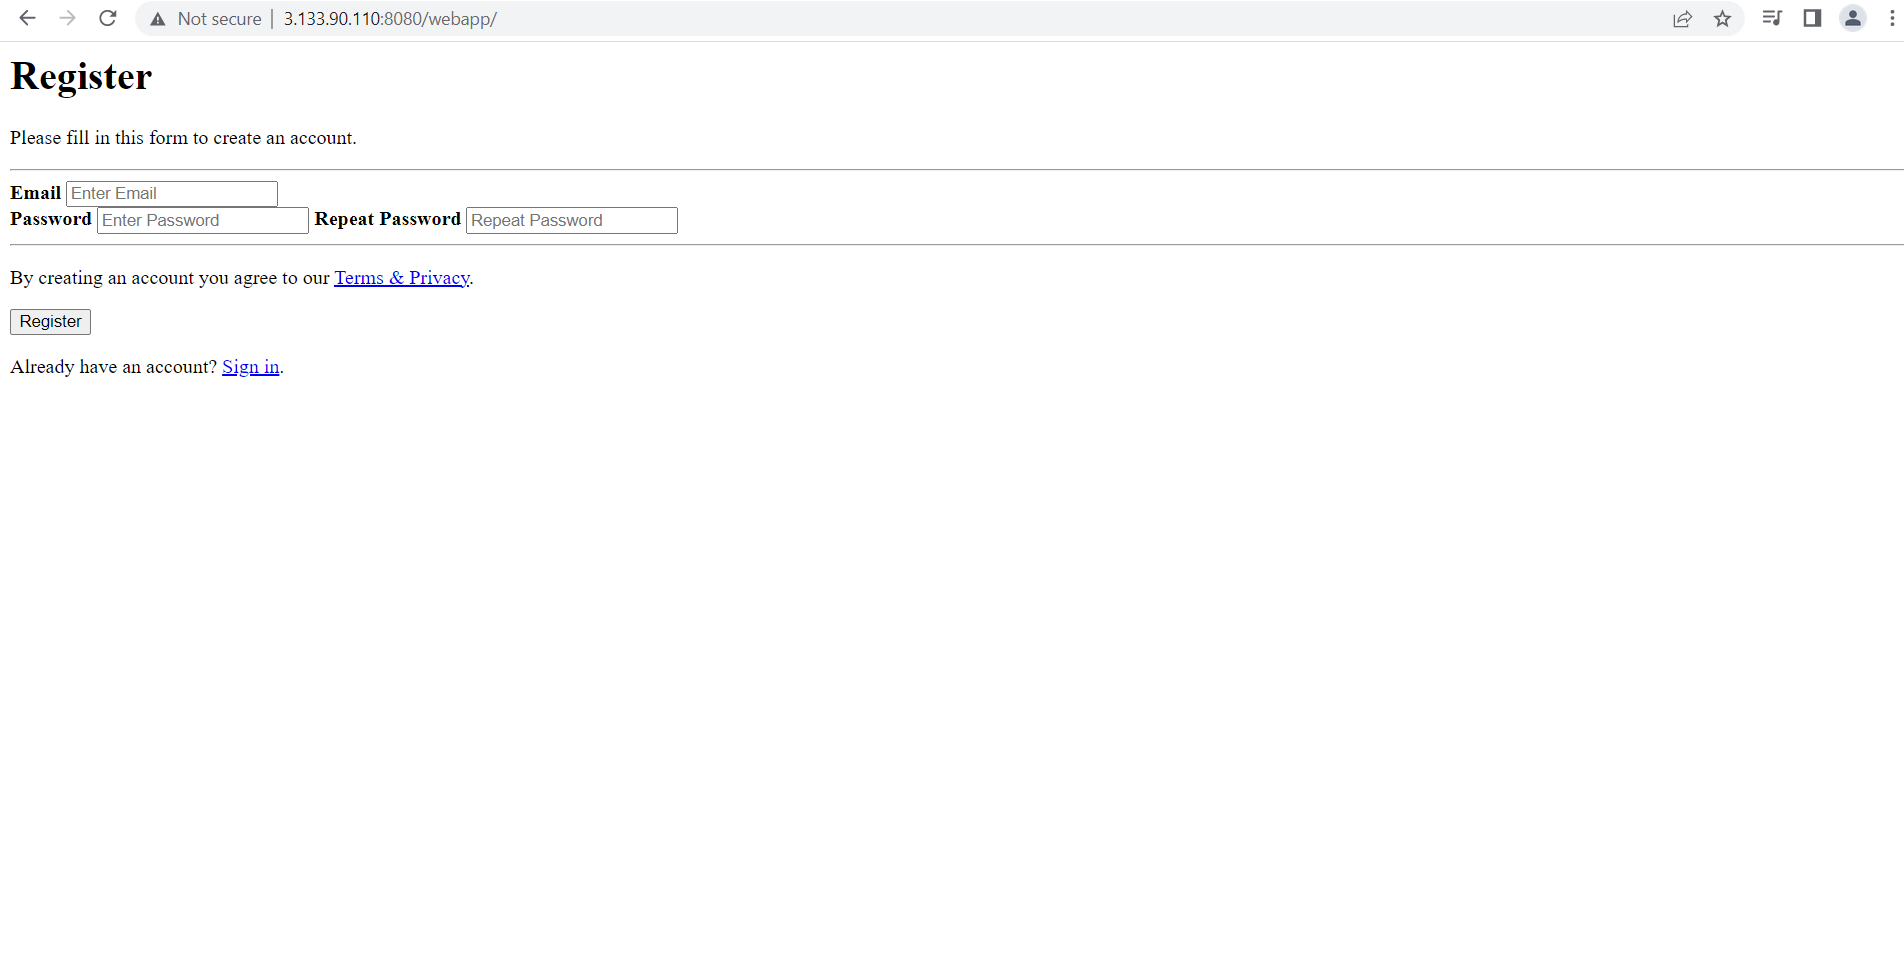 Not secure | 3.133.90.110:8080/webapp/
Register
Please fill in this form to create an account.
Email Enter Email
Password Enter Password Repeat Password Repeat Password
By creating an account you agree to our Terms & Privacy.
Register
Already have an account? Sign in.